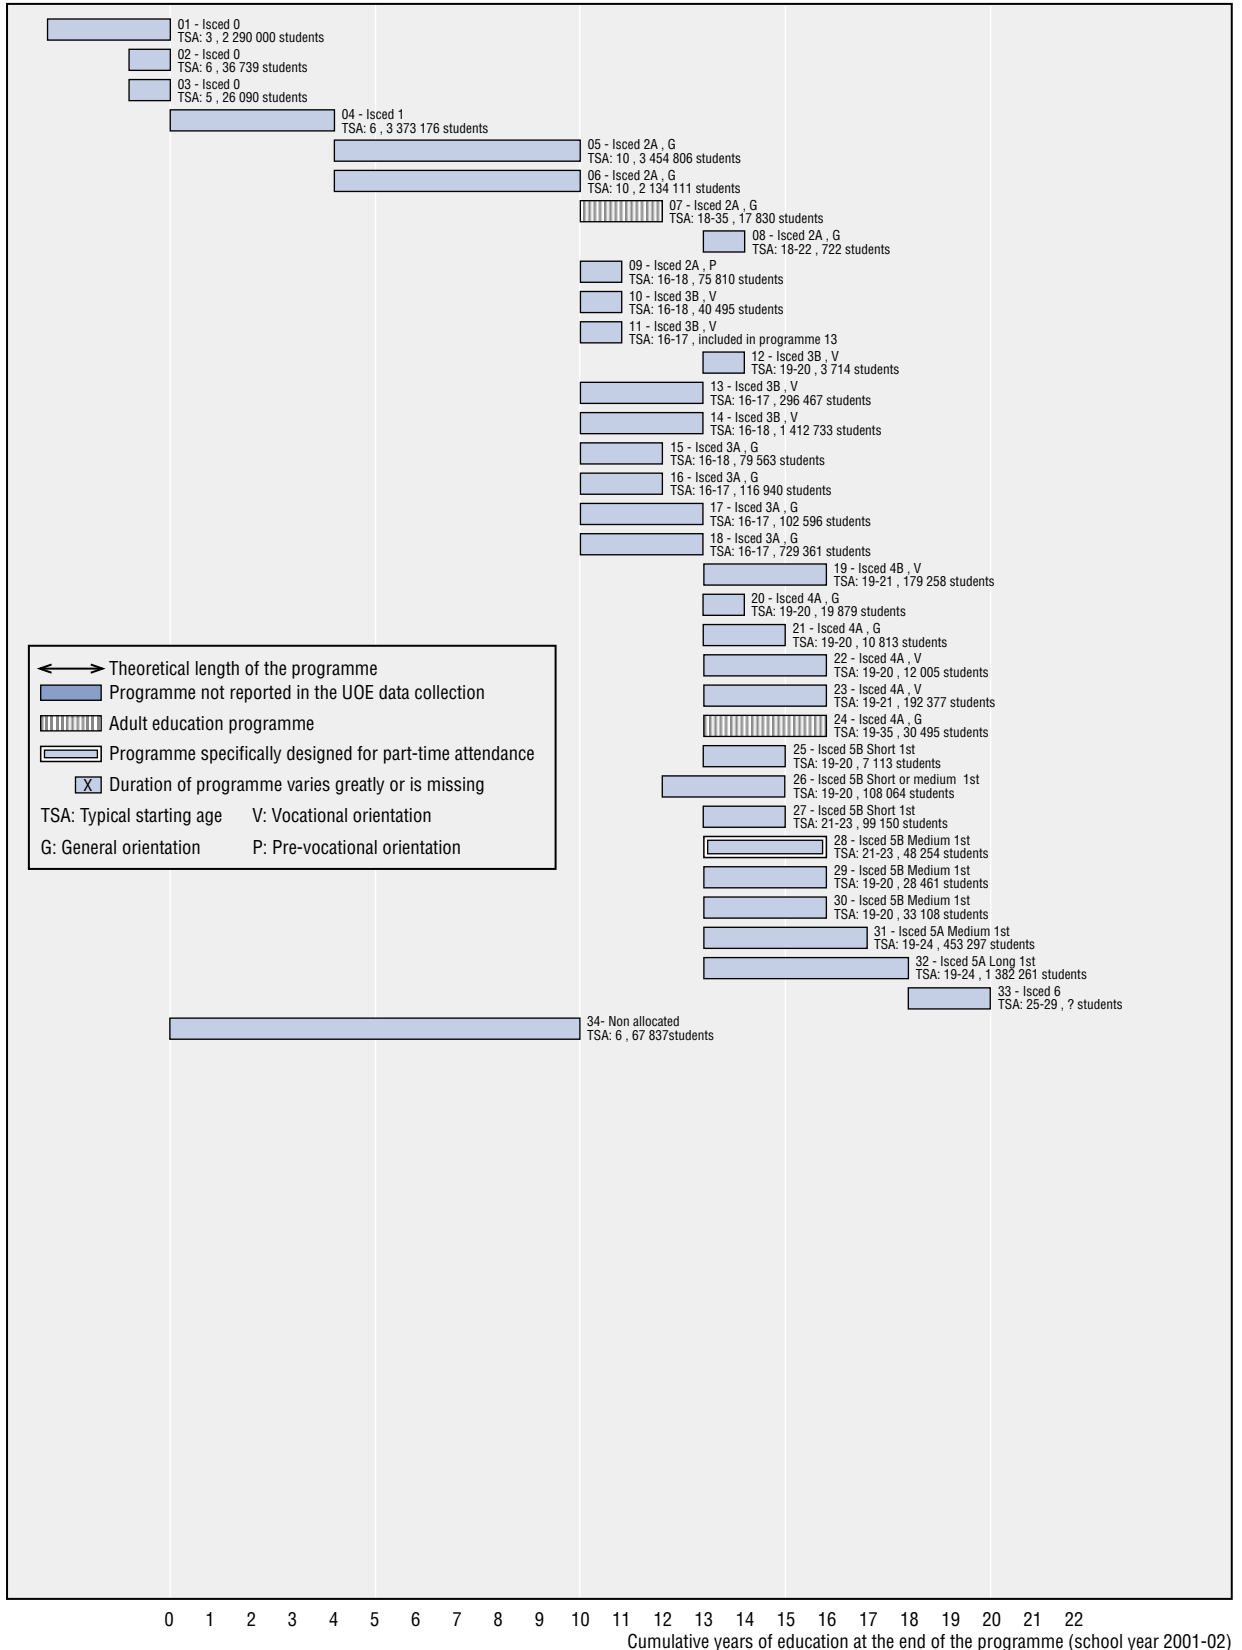 01 - Isced 0
TSA: 3 , 2 290 000 students
02 - Isced 0
TSA: 6 , 36 739 students
03 - Isced 0
TSA: 5 , 26 090 students
04 - Isced 1
TSA: 6 , 3 373 176 students
05 - Isced 2A , G
TSA: 10 , 3 454 806 students
06 - Isced 2A , G
TSA: 10 , 2 134 111 students
07 - Isced 2A , G
TSA: 18-35 , 17 830 students
08 - Isced 2A , G
TSA: 18-22 , 722 students
09 - Isced 2A , P
TSA: 16-18 , 75 810 students
10 - Isced 3B , V
TSA: 16-18 , 40 495 students
11 - Isced 3B , V
TSA: 16-17 , included in programme 13
12 - Isced 3B , V
TSA: 19-20 , 3 714 students
13 - Isced 3B , V
TSA: 16-17 , 296 467 students
14 - Isced 3B , V
TSA: 16-18 , 1 412 733 students
15 - Isced 3A , G
TSA: 16-18 , 79 563 students
16 - Isced 3A , G
TSA: 16-17 , 116 940 students
17 - Isced 3A , G
TSA: 16-17 , 102 596 students
18 - Isced 3A , G
TSA: 16-17 , 729 361 students
19 - Isced 4B , V
TSA: 19-21 , 179 258 students
20 - Isced 4A , G
TSA: 19-20 , 19 879 students
21 - Isced 4A , G
TSA: 19-20 , 10 813 students
22 - Isced 4A , V
TSA: 19-20 , 12 005 students
23 - Isced 4A , V
TSA: 19-21 , 192 377 students
24 - Isced 4A , G
TSA: 19-35 , 30 495 students
25 - Isced 5B Short 1st
TSA: 19-20 , 7 113 students
26 - Isced 5B Short or medium 1st
TSA: 19-20 , 108 064 students
27 - Isced 5B Short 1st
TSA: 21-23 , 99 150 students
28 - Isced 5B Medium 1st
TSA: 21-23 , 48 254 students
29 - Isced 5B Medium 1st
TSA: 19-20 , 28 461 students
30 - Isced 5B Medium 1st
TSA: 19-20 , 33 108 students
31 - Isced 5A Medium 1st
TSA: 19-24 , 453 297 students
32 - Isced 5A Long 1st
TSA: 19-24 , 1 382 261 students
33 - Isced 6
TSA: 25-29 , ? students
34- Non allocated
TSA: 6 , 67 837students
Theoretical length of the programme
Programme not reported in the UOE data collection
Adult education programme
Programme specifically designed for part-time attendance
X Duration of programme varies greatly or is missing
TSA: Typical starting age V: Vocational orientation
G: General orientation P: Pre-vocational orientation
0 1 2 3 4 5 6 7 8 9 10 11 12 13 14 15 16 17 18 19 20 21 22
Cumulative years of education at the end of the programme (school year 2001-02)